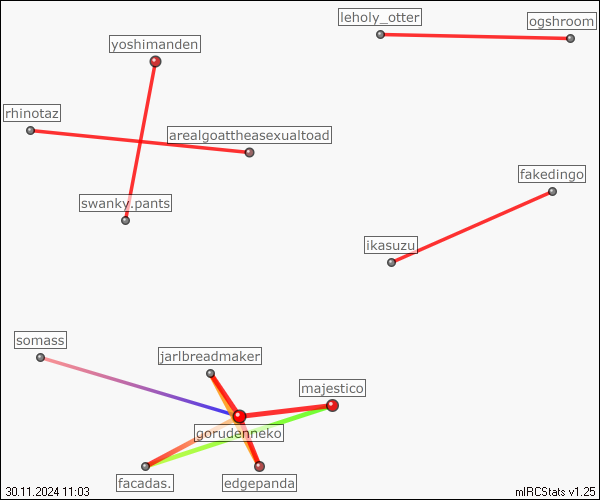 leholy_otter
ogshroom
yoshimanden
rhinotaz
arealgoattheasexualtoad
fakedingo
swanky.pants
ikasuzu
somass
jarlbreadmaker
majestico
gorudenneko
facadas.
edgepanda
30.11.2024 11:03
mIRCStats v1.25